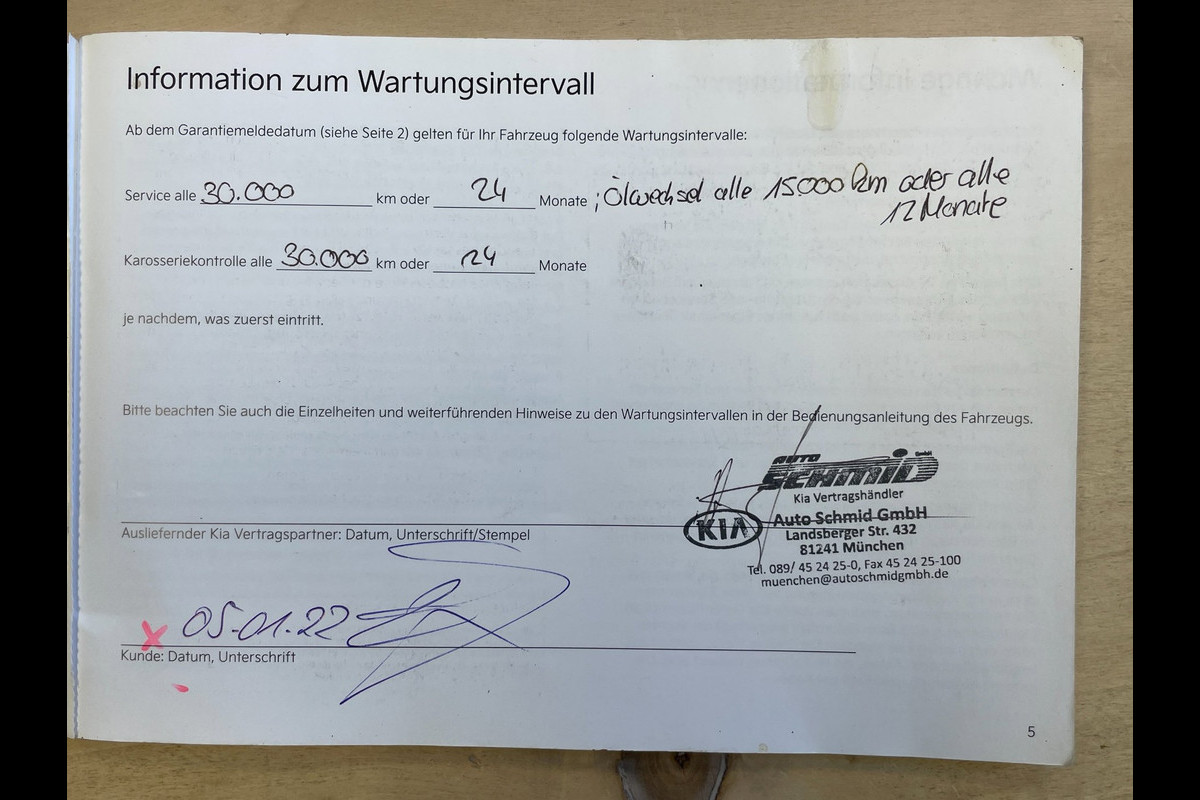 Information zum Wartungsintervall
Ab dem Garantiemeldedatum (siehe Seite 2) gelten für Ihr Fahrzeug folgende Wartungsintervalle:
Service alle 30.000 km oder 24 Monate ; Ölwechsel alle 15000 km oder alle
12 Monate
Karosseriekontrolle alle 30.000 km oder 24 Monate
je nachdem, was zuerst eintritt.
Bitte beachten Sie auch die Einzelheiten und weiterführenden Hinweise zu den Wartungsintervallen in der Bedienungsanleitung des Fahrzeugs.
AUTO
SCHMID GmbH
Kia Vertragshändler
KIA Auto Schmid GmbH
Landsberger Str. 432
81241 München
Tel. 089/ 45 24 25-0, Fax 45 24 25-100
muenchen@autoschmidgmbh.de
Ausliefernder Kia Vertragspartner: Datum, Unterschrift/Stempel
x 05.01.22
Kunde: Datum, Unterschrift
5